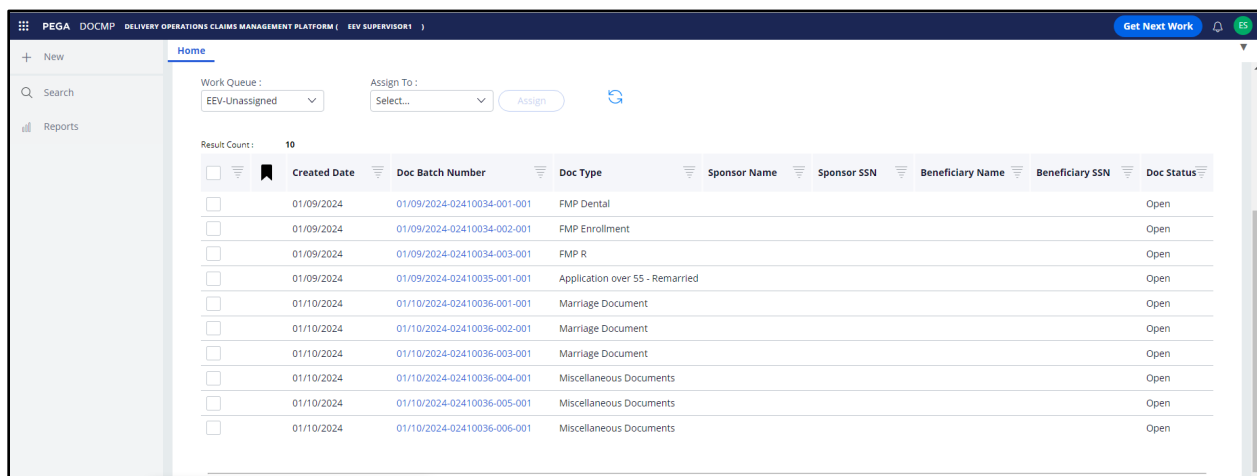 PEGA DOCMP DELIVERY OPERATIONS CLAIMS MANAGEMENT PLATFORM ( EEV SUPERVISOR1 ) Get Next Work ES
New
Search
Reports
Home
Work Queue : Assign To :
EEV-Unassigned Select... Assign
Result Count : 10
Created Date Doc Batch Number Doc Type Sponsor Name Sponsor SSN Beneficiary Name Beneficiary SSN Doc Status
01/09/2024 01/09/2024-02410034-001-001 FMP Dental Open
01/09/2024 01/09/2024-02410034-002-001 FMP Enrollment Open
01/09/2024 01/09/2024-02410034-003-001 FMP R Open
01/09/2024 01/09/2024-02410035-001-001 Application over 55 - Remarried Open
01/10/2024 01/10/2024-02410036-001-001 Marriage Document Open
01/10/2024 01/10/2024-02410036-002-001 Marriage Document Open
01/10/2024 01/10/2024-02410036-003-001 Marriage Document Open
01/10/2024 01/10/2024-02410036-004-001 Miscellaneous Documents Open
01/10/2024 01/10/2024-02410036-005-001 Miscellaneous Documents Open
01/10/2024 01/10/2024-02410036-006-001 Miscellaneous Documents Open